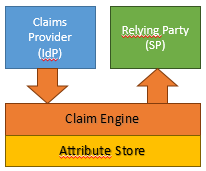 Claims
Provider
(IdP)
Relying Party
(SP)
Claim Engine
Attribute Store